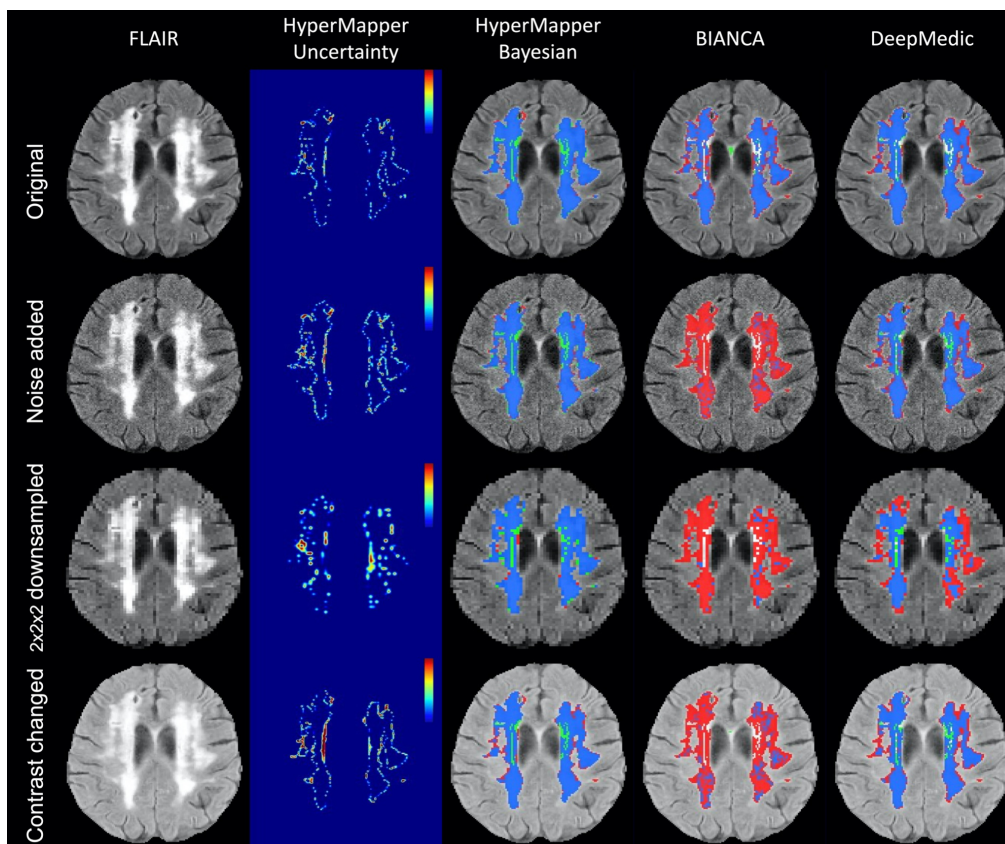 FLAIR
HyperMapper
Uncertainty
HyperMapper
Bayesian
BIANCA
DeepMedic
Original
Noise added
2x2x2 downsampled
Contrast changed